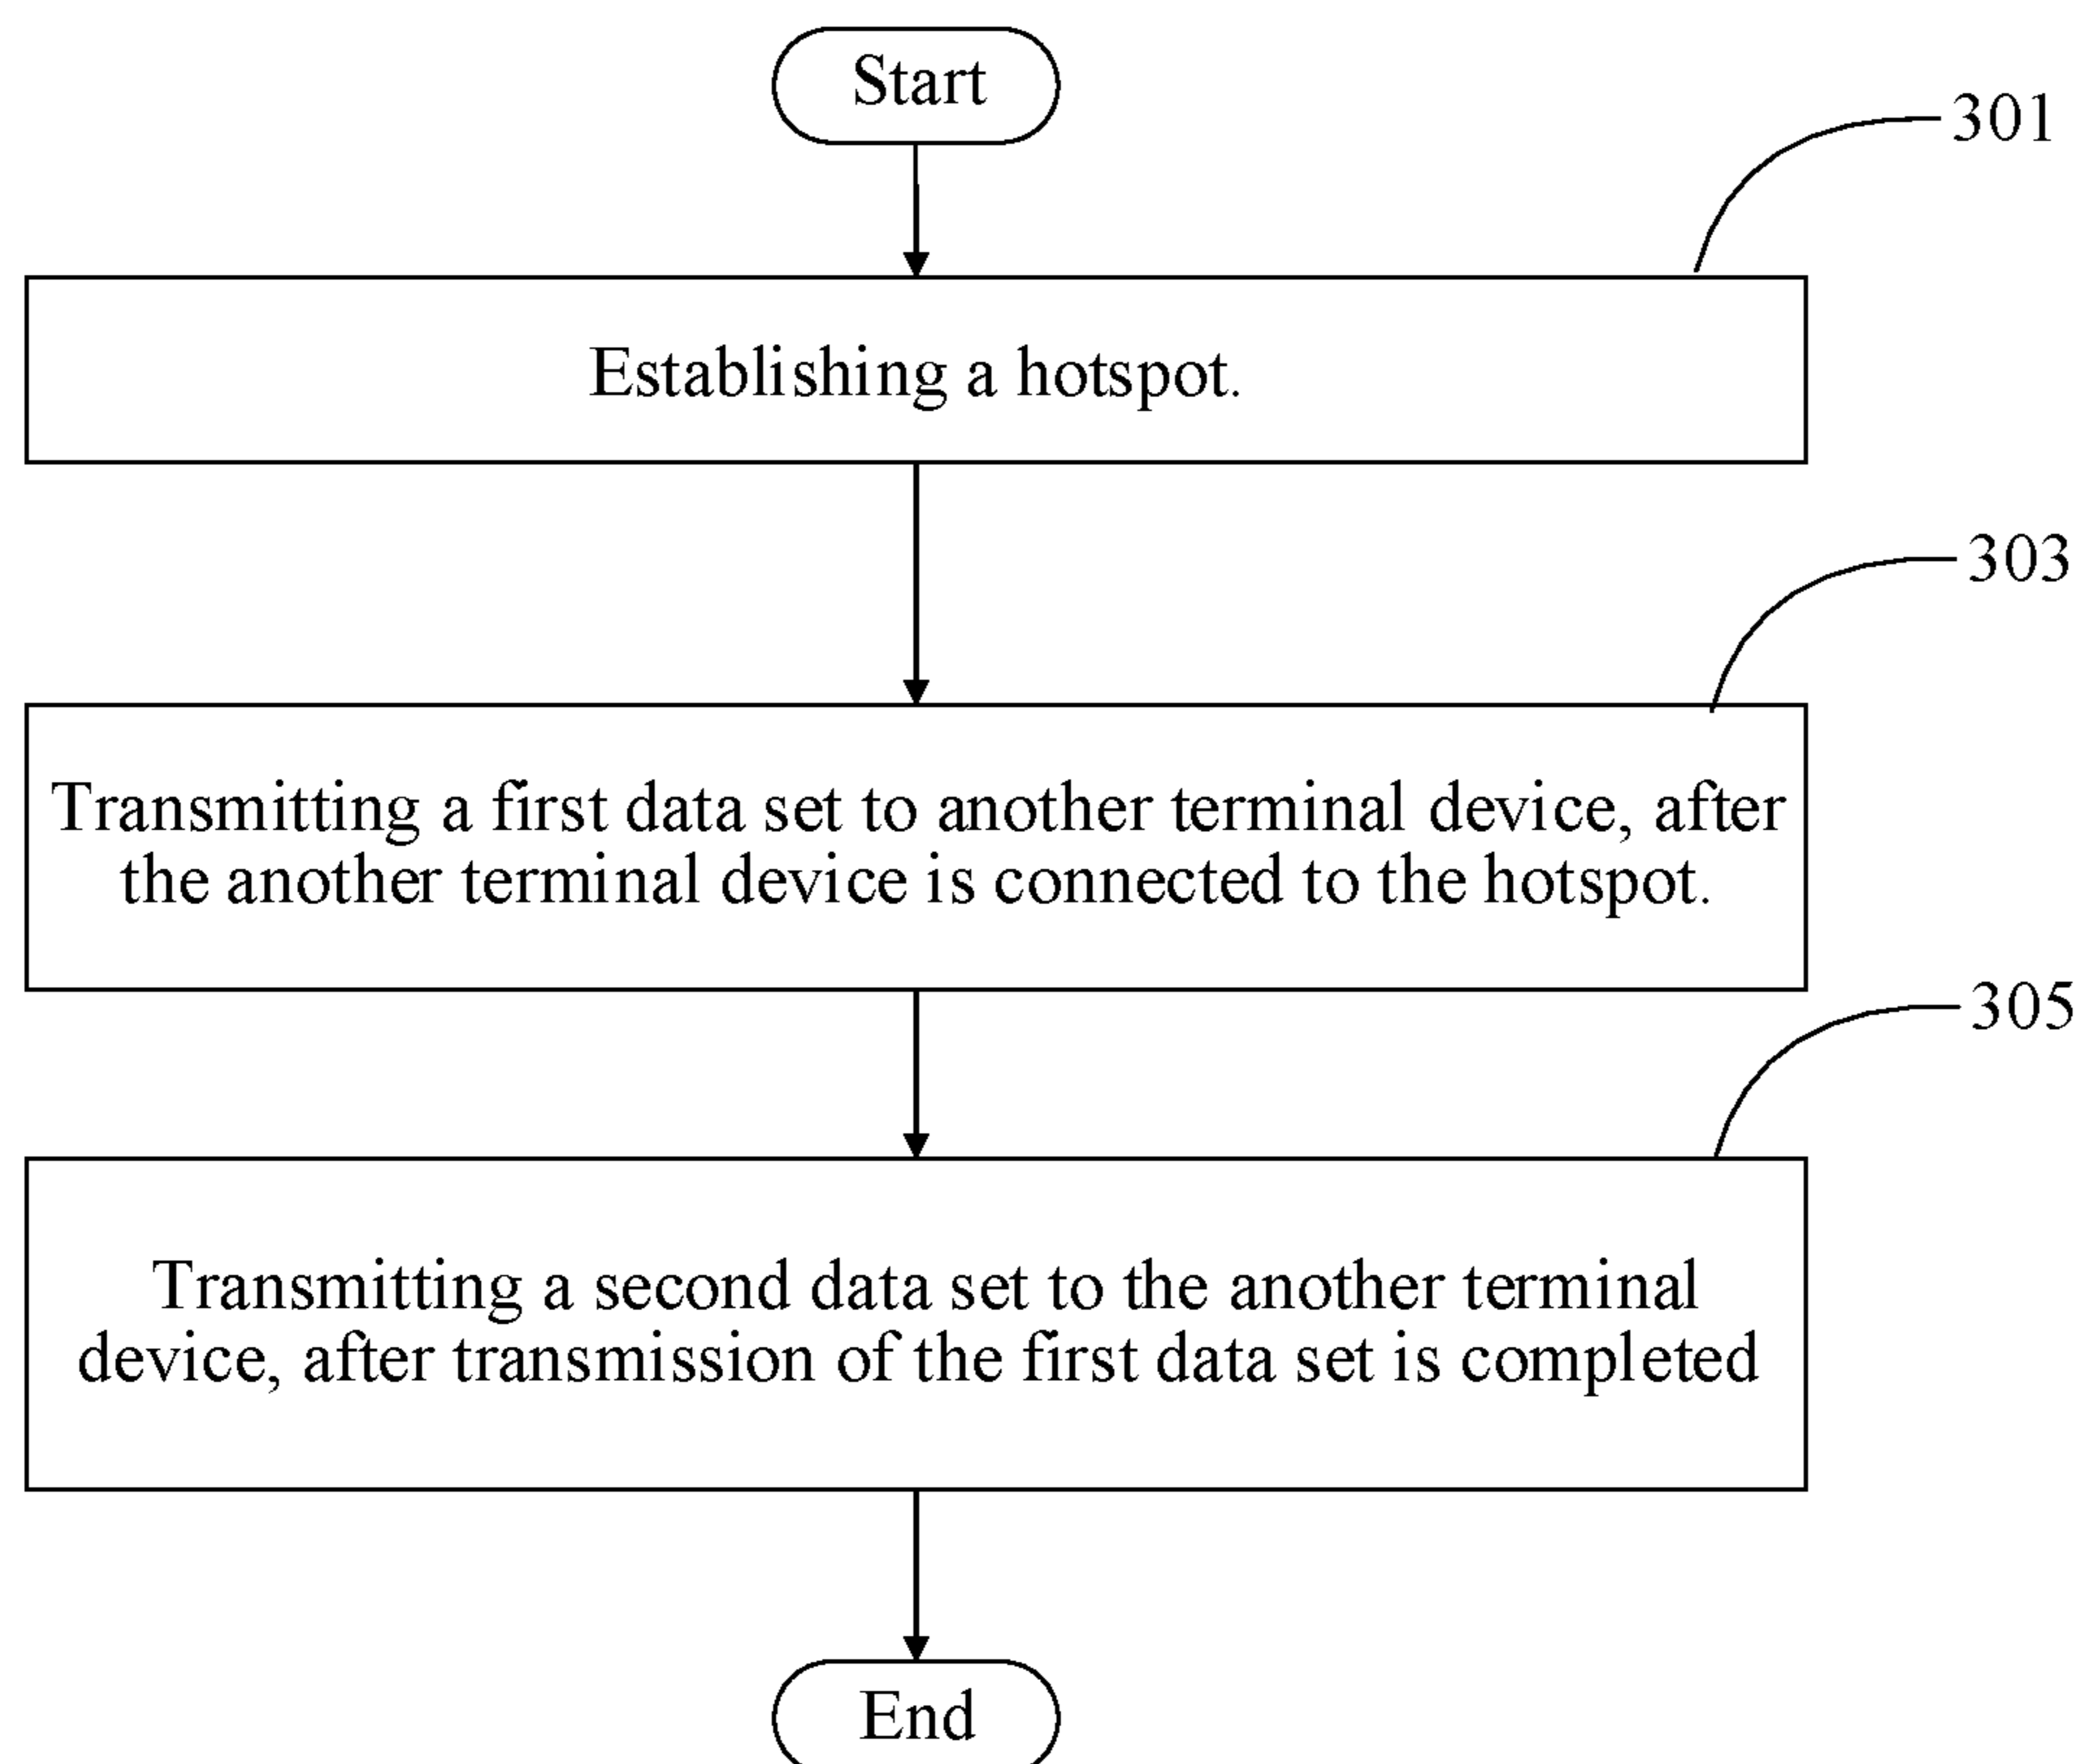 Start
301
Establishing a hotspot.
303
Transmitting a first data set to another terminal device, after
the another terminal device is connected to the hotspot.
305
Transmitting a second data set to the another terminal
device, after transmission of the first data set is completed
End